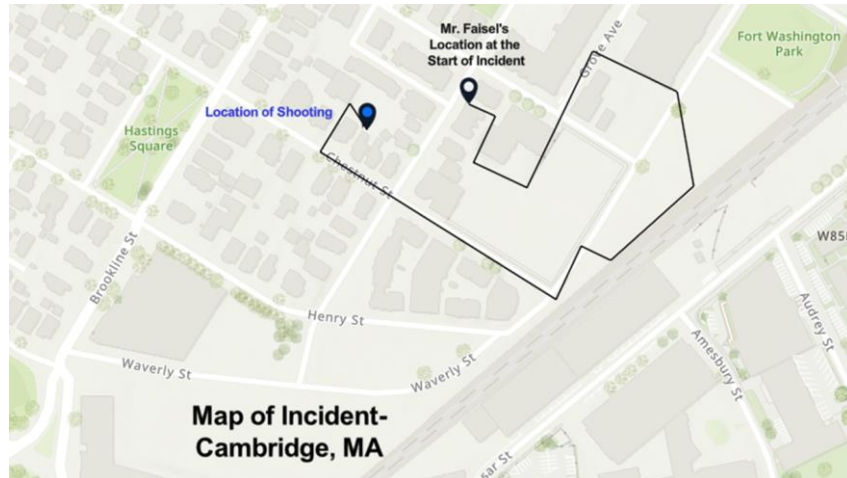 Mr. Faisel's
Location at the
Start of Incident
Grove Ave
Fort Washington
Park
Location of Shooting
Hastings
Square
Chestnut St
Brookline St
Henry St
Waverly St
Waverly St
Amesbury St
Audrey St
Map of Incident-
Cambridge, MA